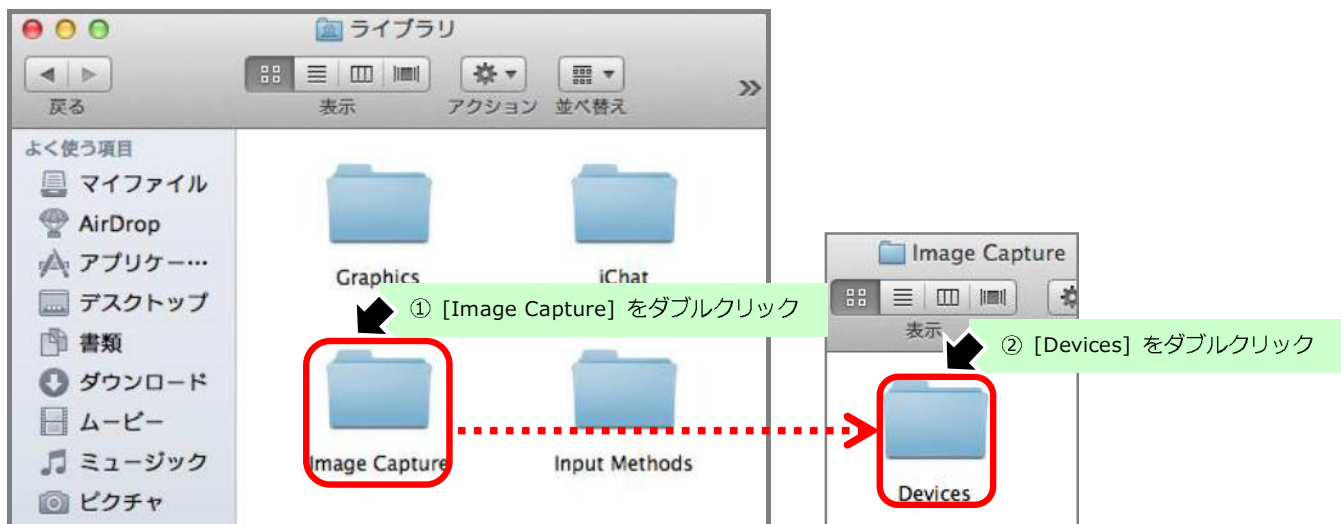 ライブラリ
戻る
表示
アクション
並べ替え
よく使う項目
マイファイル
AirDrop
アプリケー…
デスクトップ
書類
ダウンロード
ムービー
ミュージック
ピクチャ
Graphics
iChat
① [Image Capture] をダブルクリック
Image Capture
Input Methods
Image Capture
表示
② [Devices] をダブルクリック
Devices